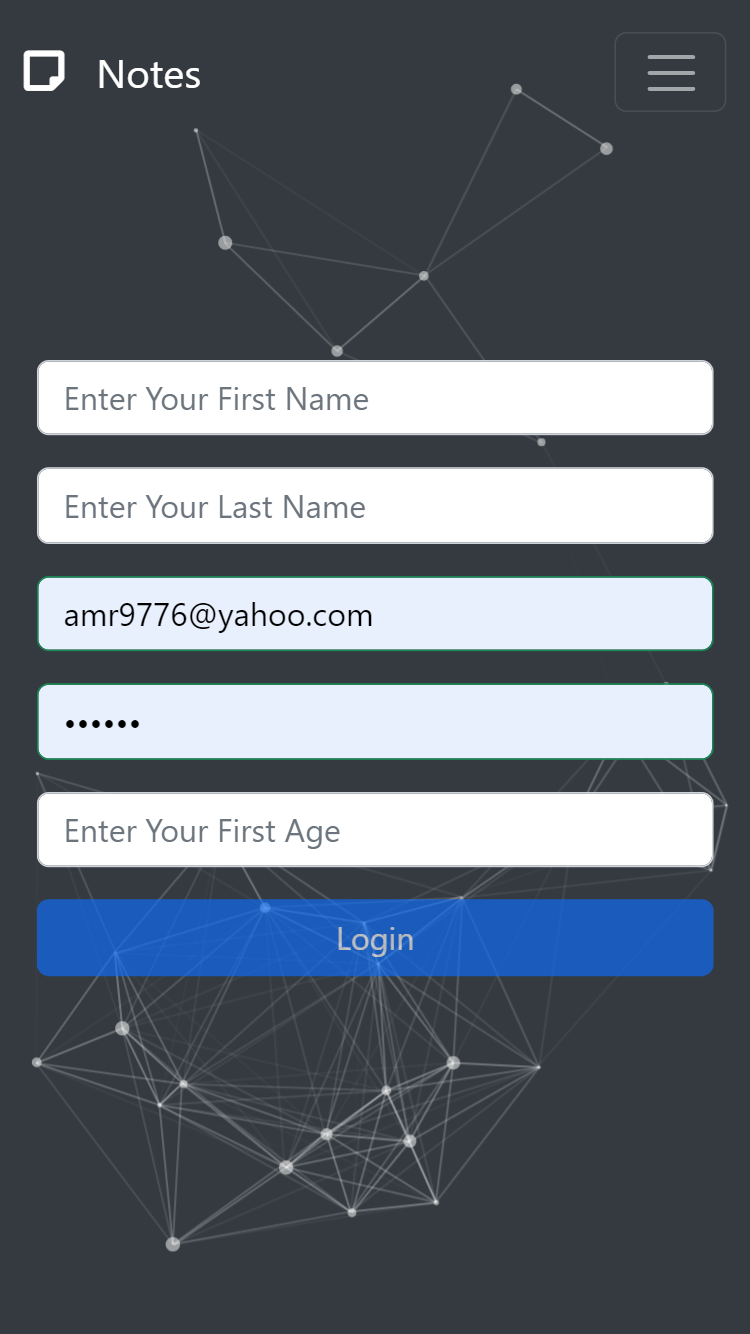 Notes
Enter Your First Name
Enter Your Last Name
amr9776@yahoo.com
••••••
Enter Your First Age
Login